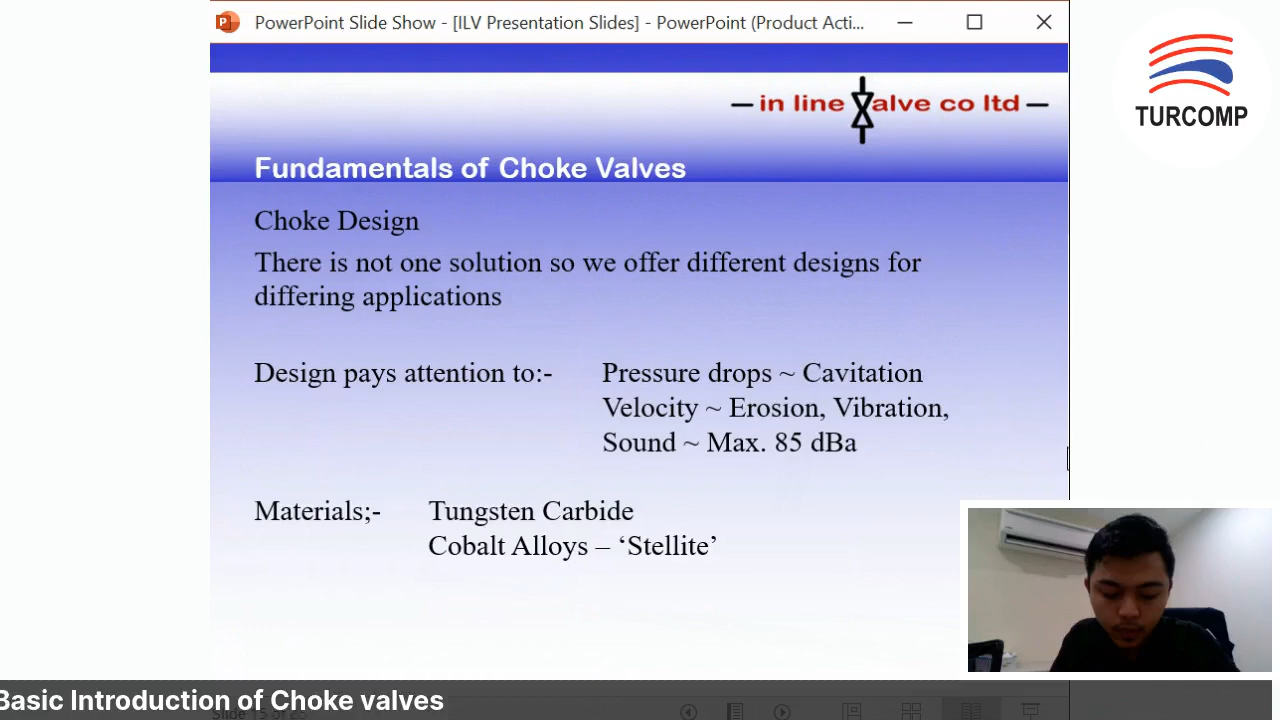 PowerPoint Slide Show - [ILV Presentation Slides] - PowerPoint (Product Acti...
in line valve co ltd
TURCOMP
Fundamentals of Choke Valves
Choke Design
There is not one solution so we offer different designs for
differing applications
Design pays attention to:- Pressure drops ~ Cavitation
Velocity ~ Erosion, Vibration,
Sound ~ Max. 85 dBa
Materials;- Tungsten Carbide
Cobalt Alloys – ‘Stellite’
Basic Introduction of Choke valves